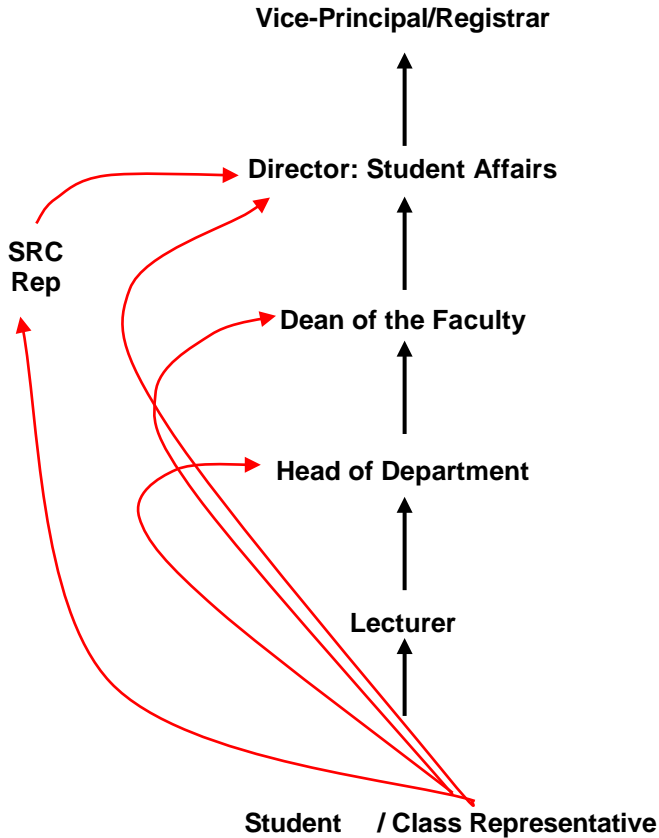 Vice-Principal/Registrar
Director: Student Affairs
SRC
Rep
Dean of the Faculty
Head of Department
Lecturer
Student / Class Representative